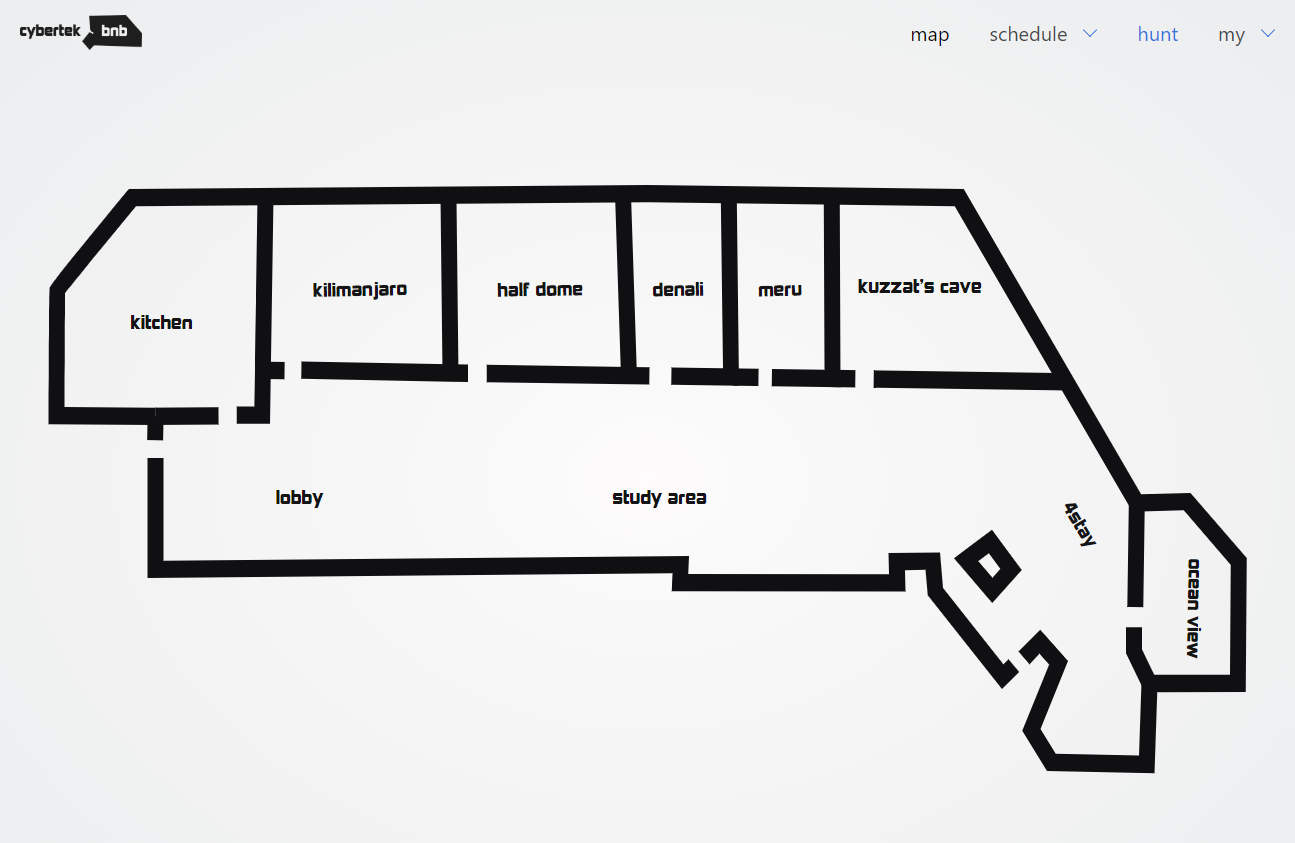 cybertek bnb
map schedule hunt my
kilimanjaro half dome denali meru kuzzat's cave
kitchen
lobby study area
4stay
ocean view